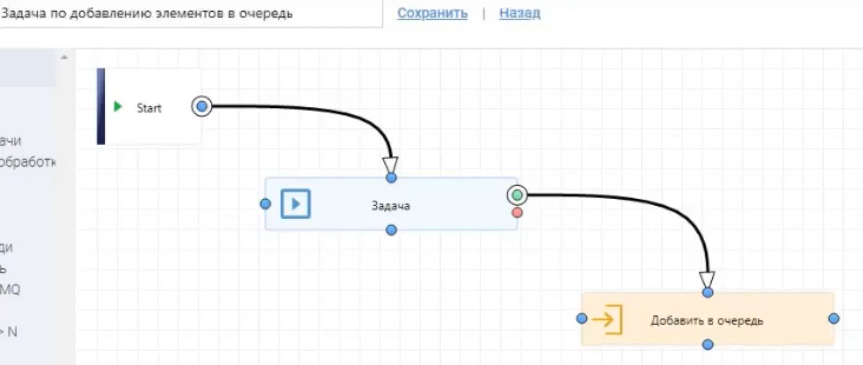 Задача по добавлению элементов в очередь
Сохранить | Назад
Start
ачи
обработк
Задача
ди
ь
MQ
Добавить в очередь
> N